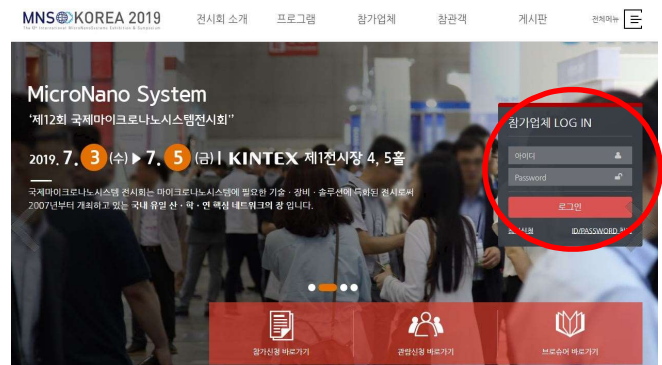 MNS KOREA 2019
The 12th International MicroNanoSystems Exhibition & Symposium
전시회 소개 프로그램 참가업체 참관객 게시판 전체메뉴
MicroNano System
‘제12회 국제마이크로나노시스템전시회’'
2019. 7. 3 (수) ▶ 7. 5 (금) | KINTEX 제1전시장 4, 5홀
국제마이크로나노시스템 전시회는 마이크로나노시스템에 필요한 기술 · 장비 · 솔루션에 특화된 전시로써
2007년부터 개최하고 있는 국내 유일 산 · 학 · 연 핵심 네트워크의 장 입니다.
참가업체 LOG IN
아이디
Password
로그인
ID/PASSWORD
참가신청 바로가기 관람신청 바로가기 브로슈어 바로가기